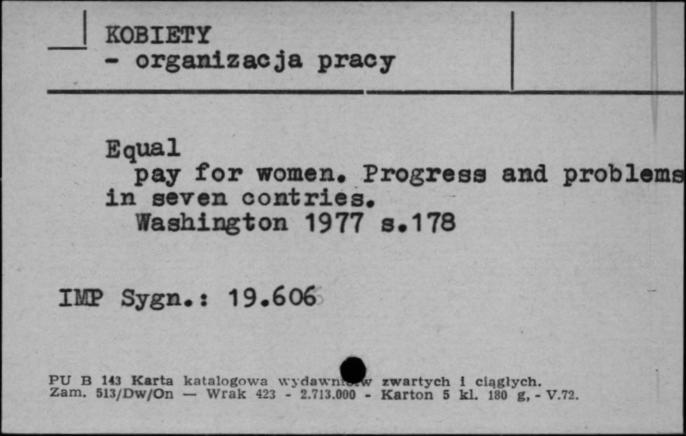 KOBIETY
- organizacja pracy
Equal
pay for women. Progress and problems
in seven contries.
Washington 1977 s.178
IMP Sygn.: 19.606
PU B 143 Karta katalogowa wydawnictw zwartych i ciągłych.
Zam. 513/Dw/On — Wrak 423 - 2.713.000 - Karton 5 kl. 180 g, - V.72.